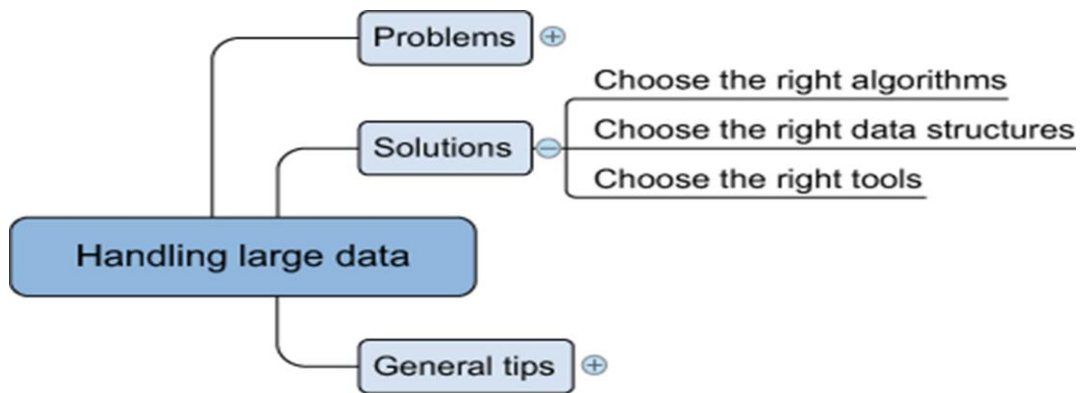 Problems
Choose the right algorithms
Solutions
Choose the right data structures
Choose the right tools
Handling large data
General tips